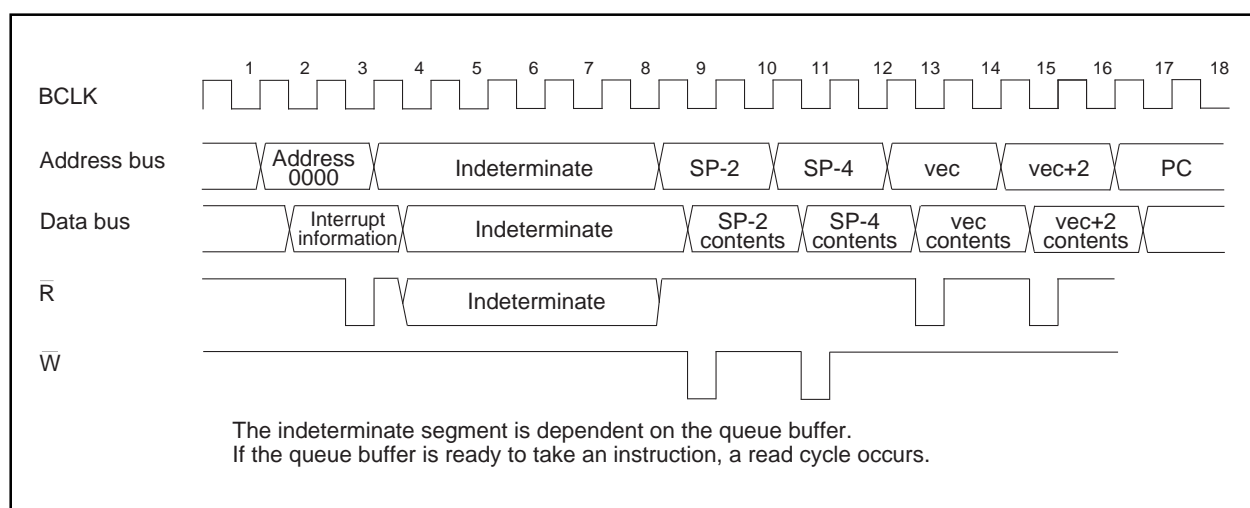 1 2 3 4 5 6 7 8 9 10 11 12 13 14 15 16 17 18
BCLK
Address bus
Address
0000
Indeterminate
SP-2
SP-4
vec
vec+2
PC
Data bus
Interrupt
information
Indeterminate
SP-2
contents
SP-4
contents
vec
contents
vec+2
contents
R̅
Indeterminate
W̅
The indeterminate segment is dependent on the queue buffer.
If the queue buffer is ready to take an instruction, a read cycle occurs.